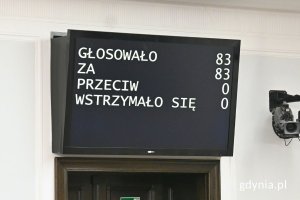 GŁOSOWAŁO 83
ZA 83
PRZECIW 0
WSTRZYMAŁO SIĘ 0
gdynia.pl